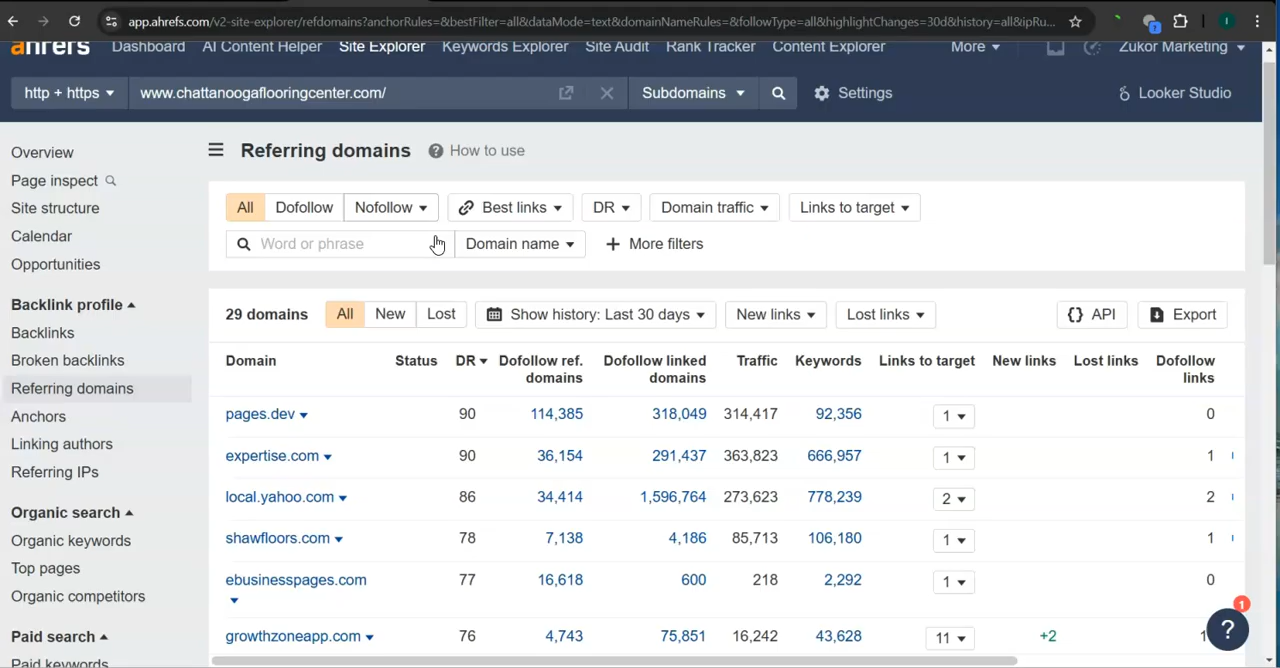 app.ahrefs.com/v2-site-explorer/refdomains?anchorRules=&bestFilter=all&dataMode=text&domainNameRules=&followType=all&highlightChanges=30d&history=all&ipRu...
ahrefs Dashboard AI Content Helper Site Explorer Keywords Explorer Site Audit Rank Tracker Content Explorer More Zukor Marketing
http + https www.chattanoogaflooringcenter.com/ Subdomains Settings Looker Studio
Overview
Page inspect
Site structure
Calendar
Opportunities
Backlink profile
Backlinks
Broken backlinks
Referring domains
Anchors
Linking authors
Referring IPs
Organic search
Organic keywords
Top pages
Organic competitors
Paid search
Paid keywords
Referring domains ? How to use
All Dofollow Nofollow Best links DR Domain traffic Links to target
Word or phrase Domain name + More filters
29 domains All New Lost Show history: Last 30 days New links Lost links {} API Export
Domain Status DR Dofollow ref. domains Dofollow linked domains Traffic Keywords Links to target New links Lost links Dofollow links
pages.dev 90 114,385 318,049 314,417 92,356 1 0
expertise.com 90 36,154 291,437 363,823 666,957 1 1
local.yahoo.com 86 34,414 1,596,764 273,623 778,239 2 2
shawfloors.com 78 7,138 4,186 85,713 106,180 1 1
ebusinesspages.com 77 16,618 600 218 2,292 1 0
growthzoneapp.com 76 4,743 75,851 16,242 43,628 11 +2
1
?